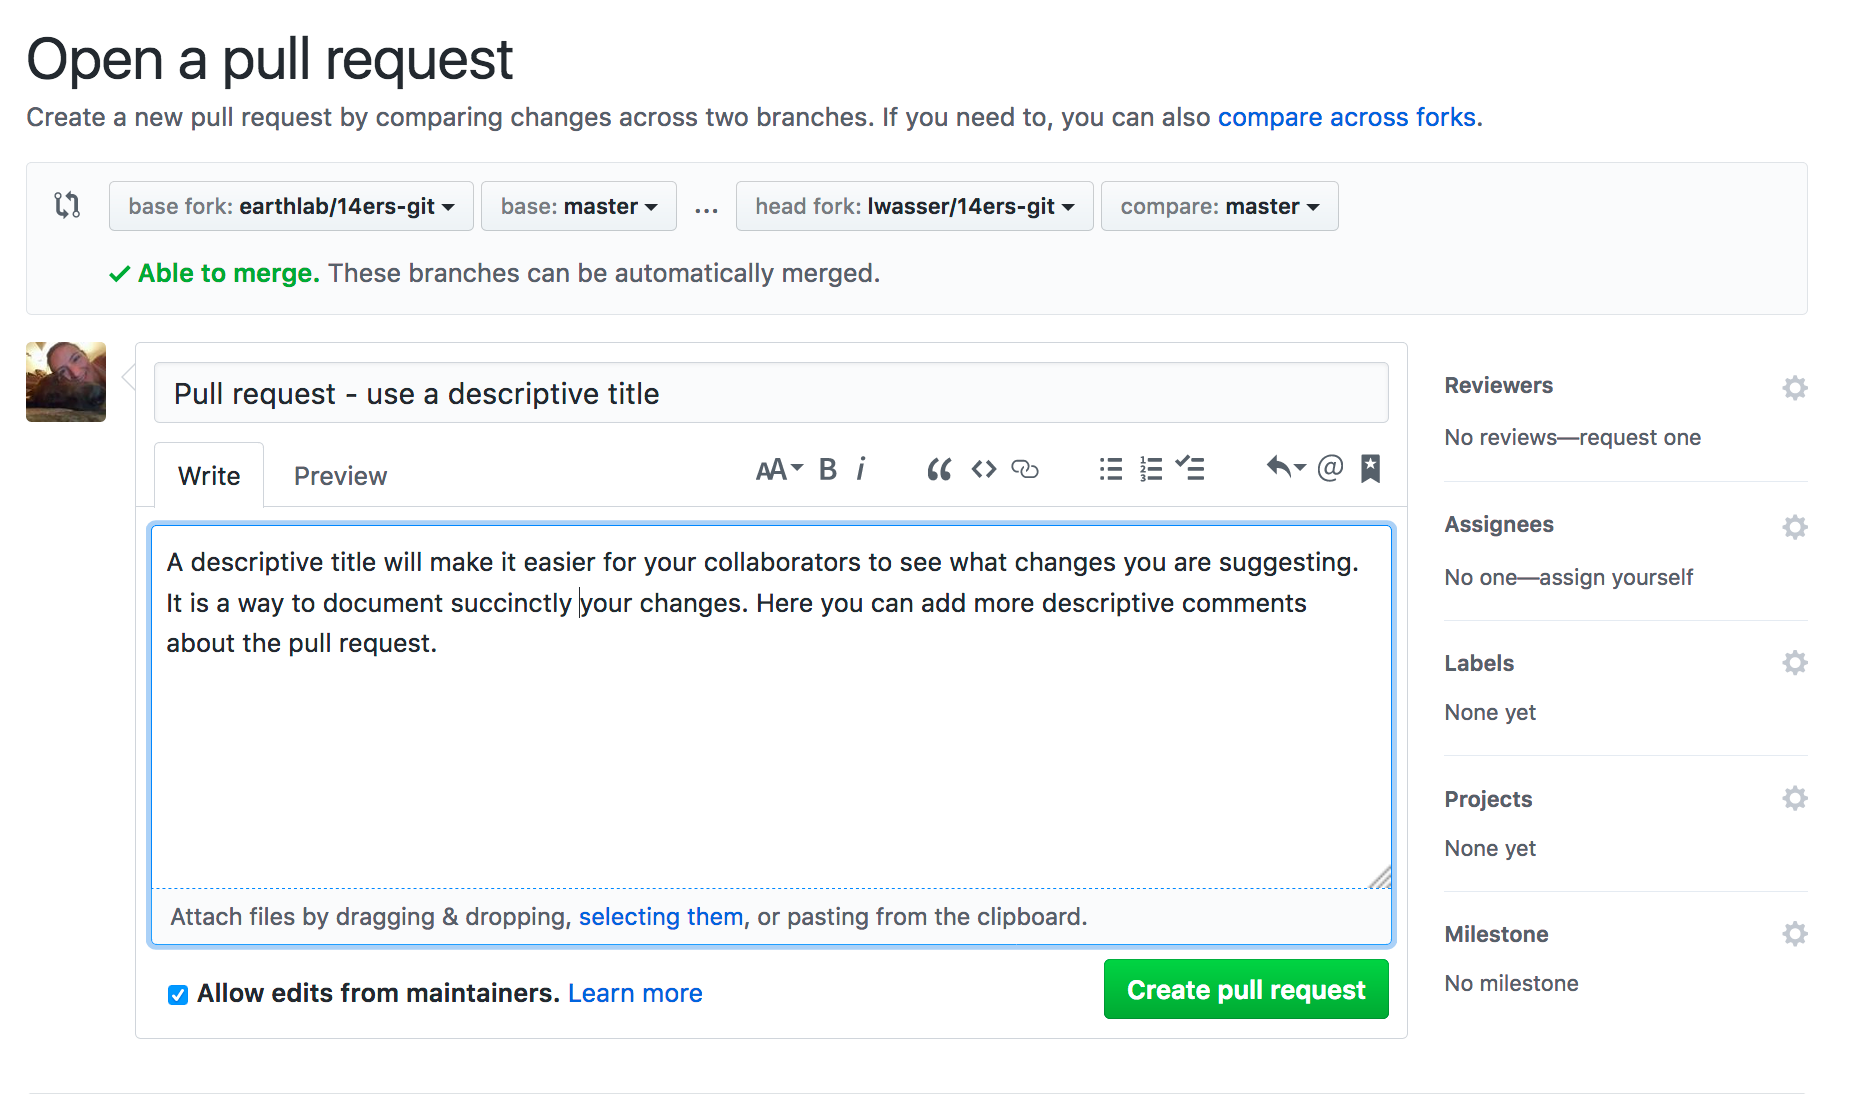 Open a pull request
Create a new pull request by comparing changes across two branches. If you need to, you can also compare across forks.
base fork: earthlab/14ers-git base: master ... head fork: lwasser/14ers-git compare: master
Able to merge. These branches can be automatically merged.
Pull request - use a descriptive title
Write Preview AA B i @
A descriptive title will make it easier for your collaborators to see what changes you are suggesting.
It is a way to document succinctly your changes. Here you can add more descriptive comments
about the pull request.
Attach files by dragging & dropping, selecting them, or pasting from the clipboard.
Allow edits from maintainers. Learn more
Create pull request
Reviewers
No reviews—request one
Assignees
No one—assign yourself
Labels
None yet
Projects
None yet
Milestone
No milestone